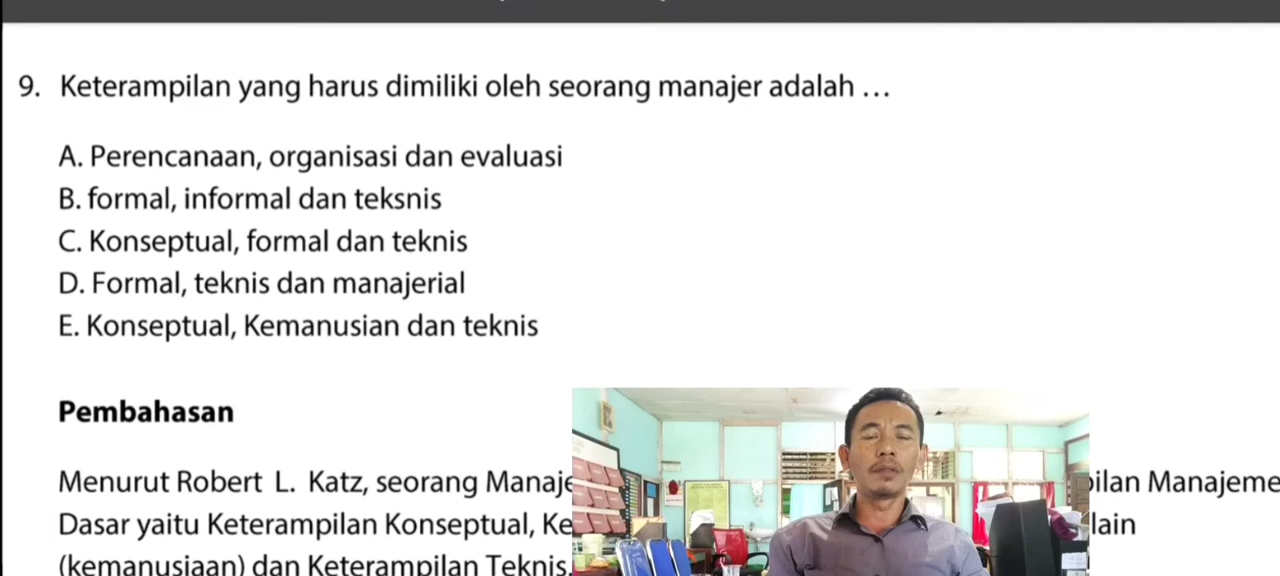 9. Keterampilan yang harus dimiliki oleh seorang manajer adalah ...
A. Perencanaan, organisasi dan evaluasi
B. formal, informal dan teksnis
C. Konseptual, formal dan teknis
D. Formal, teknis dan manajerial
E. Konseptual, Kemanusian dan teknis
Pembahasan
Menurut Robert L. Katz, seorang Manaje ilan Manajeme
Dasar yaitu Keterampilan Konseptual, Ke lain
(kemanusiaan) dan Keterampilan Teknis.